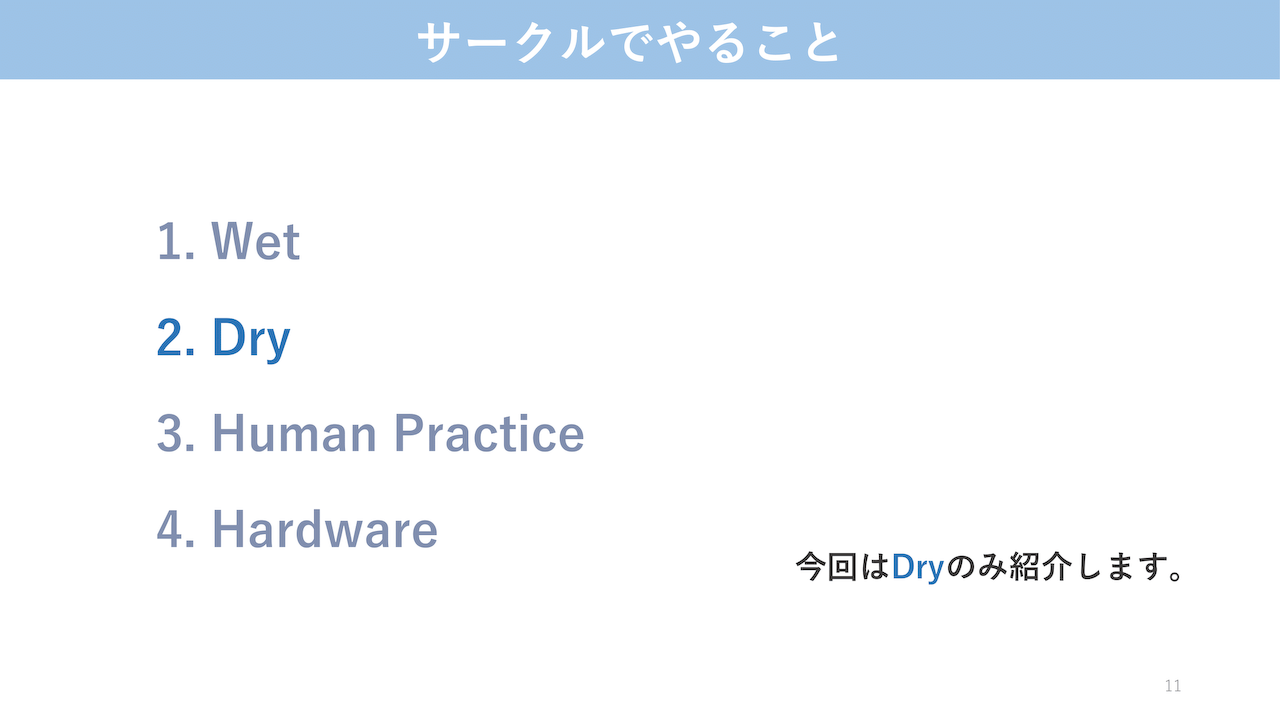 サークルでやること
1. Wet
2. Dry
3. Human Practice
4. Hardware
今回はDryのみ紹介します。
11